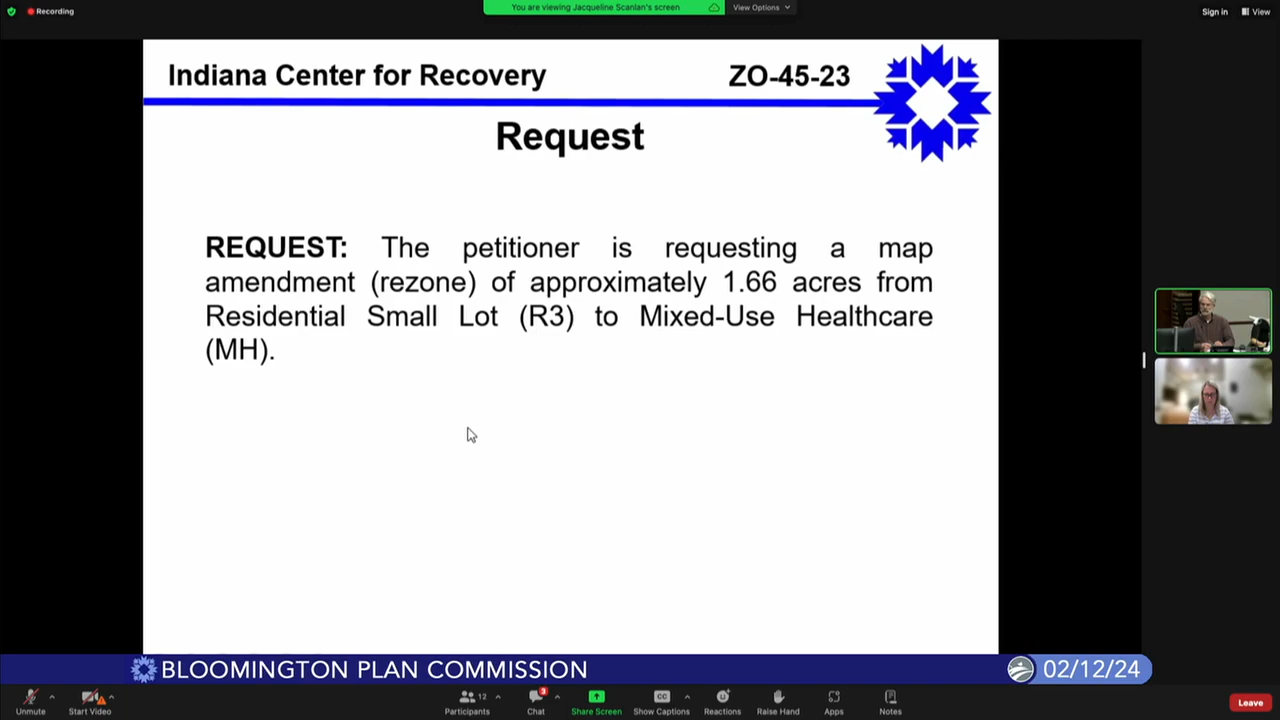 Recording
You are viewing Jacqueline Scanlan's screen
View Options
Sign in
View
Indiana Center for Recovery
ZO-45-23
Request
REQUEST: The petitioner is requesting a map
amendment (rezone) of approximately 1.66 acres from
Residential Small Lot (R3) to Mixed-Use Healthcare
(MH).
BLOOMINGTON PLAN COMMISSION
02/12/24
Unmute
Start Video
Participants
12
Chat
3
Share Screen
CC
Show Captions
Reactions
Raise Hand
Apps
Notes
Leave